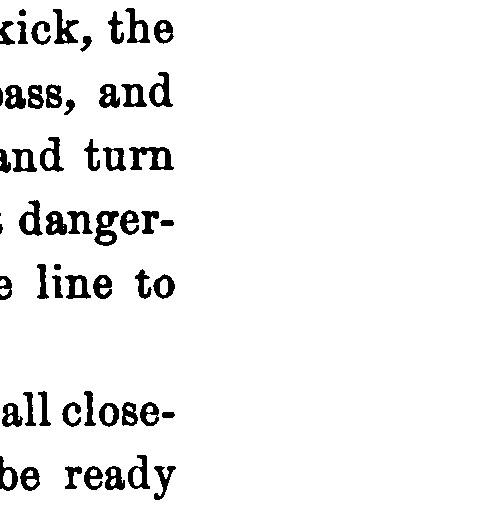 kick, the
pass, and
and turn
danger-
line to
all close-
be ready